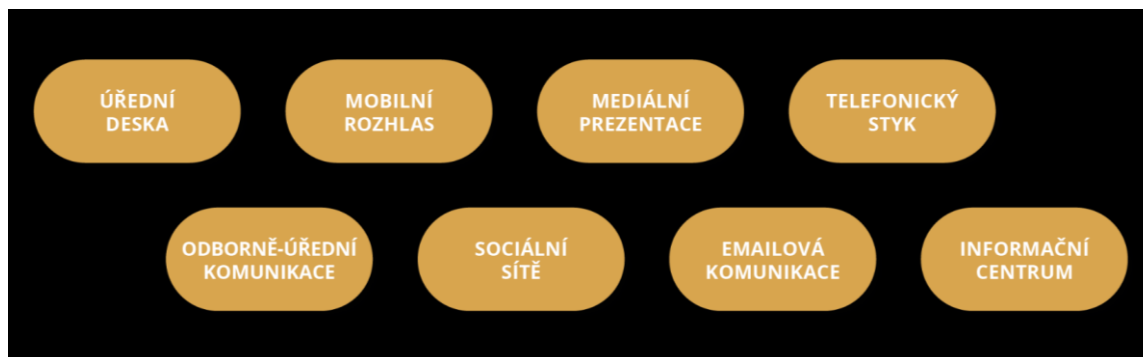 ÚŘEDNÍ
DESKA
MOBILNÍ
ROZHLAS
MEDIÁLNÍ
PREZENTACE
TELEFONICKÝ
STYK
ODBORNĚ-ÚŘEDNÍ
KOMUNIKACE
SOCIÁLNÍ
SÍTĚ
EMAILOVÁ
KOMUNIKACE
INFORMAČNÍ
CENTRUM